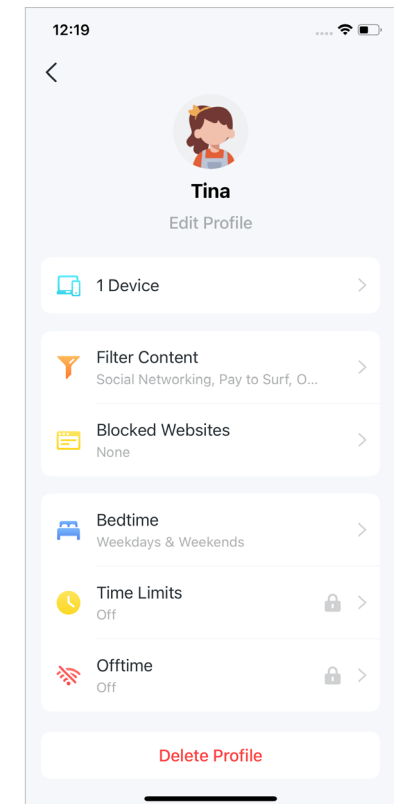 12:19
Tina
Edit Profile
1 Device
Filter Content
Social Networking, Pay to Surf, O...
Blocked Websites
None
Bedtime
Weekdays & Weekends
Time Limits
Off
Offtime
Off
Delete Profile